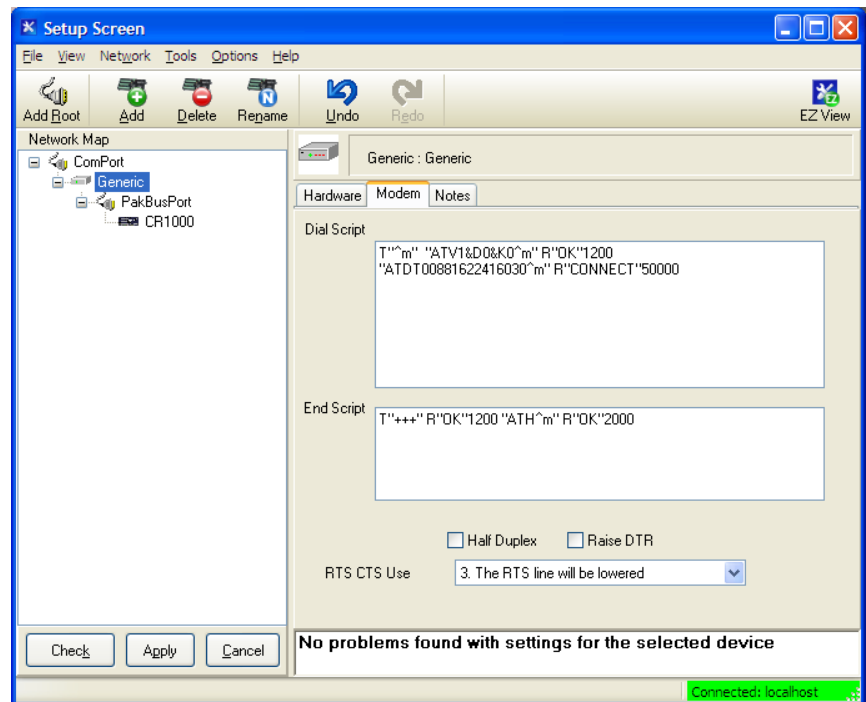 Setup Screen
File View Network Tools Options Help
Add Root Add Delete Rename Undo Redo EZ View
Network Map
ComPort
Generic
PakBusPort
CR1000
Generic : Generic
Hardware Modem Notes
Dial Script
T"^m" "ATV1&D0&K0^m" R"OK"1200
"ATDT00881622416030^m" R"CONNECT"50000
End Script
T"+++" R"OK"1200 "ATH^m" R"OK"2000
Half Duplex Raise DTR
RTS CTS Use 3. The RTS line will be lowered
Check Apply Cancel
No problems found with settings for the selected device
Connected: localhost